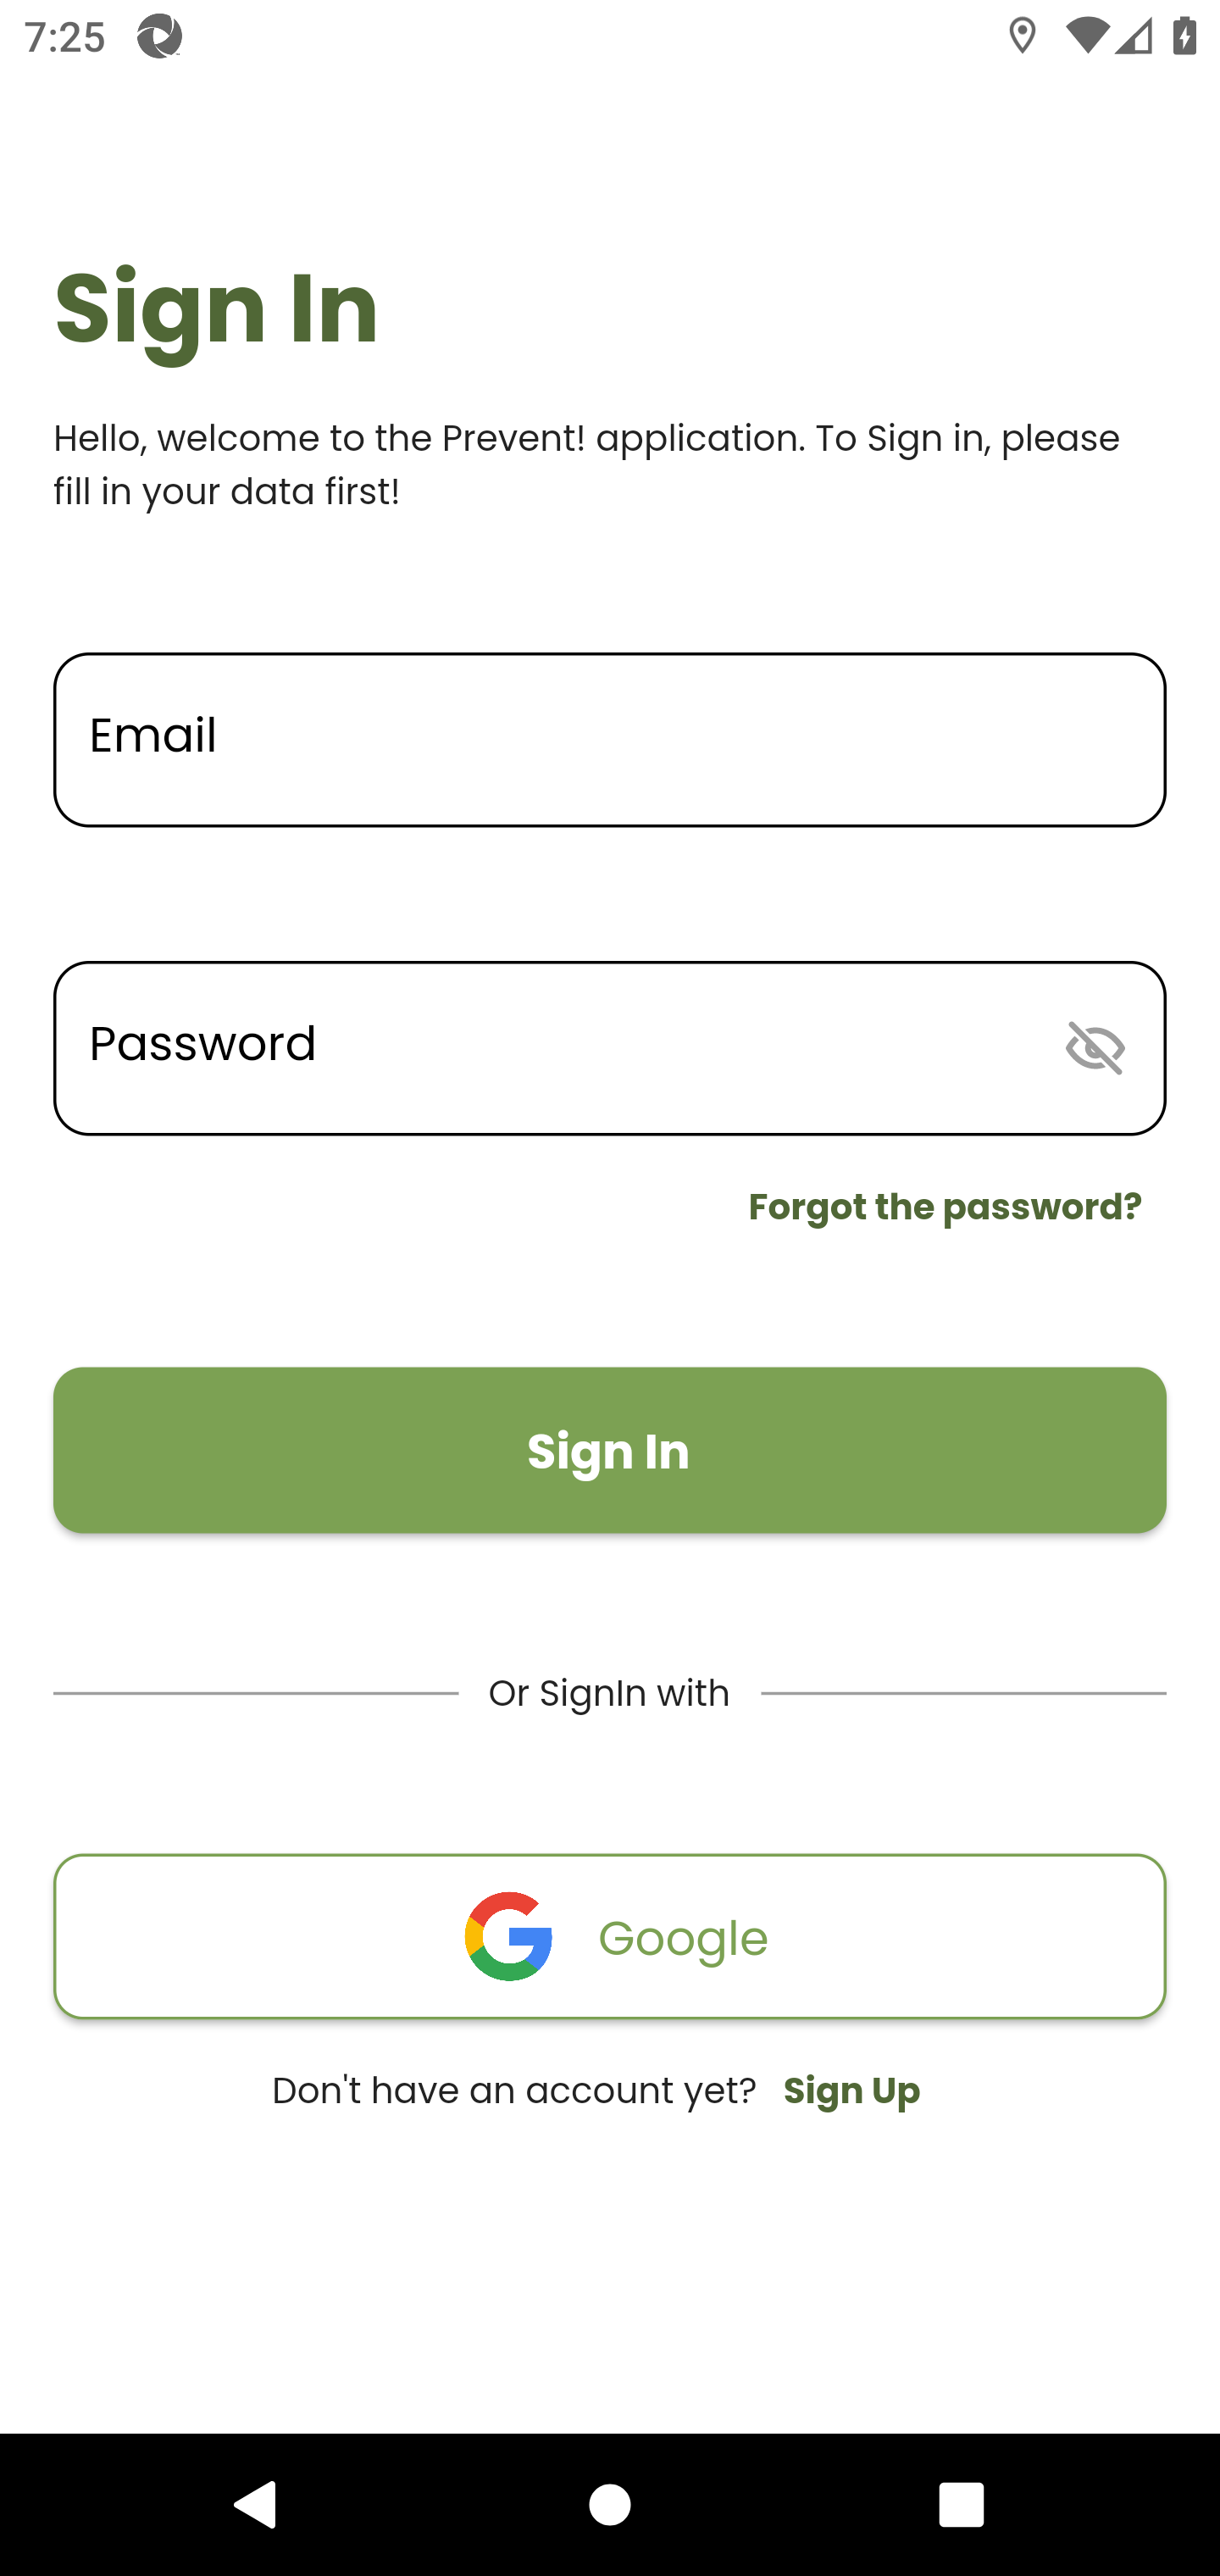 7:25
Sign In
Hello, welcome to the Prevent! application. To Sign in, please
fill in your data first!
Email
Password
Forgot the password?
Sign In
Or SignIn with
Google
Don't have an account yet? Sign Up